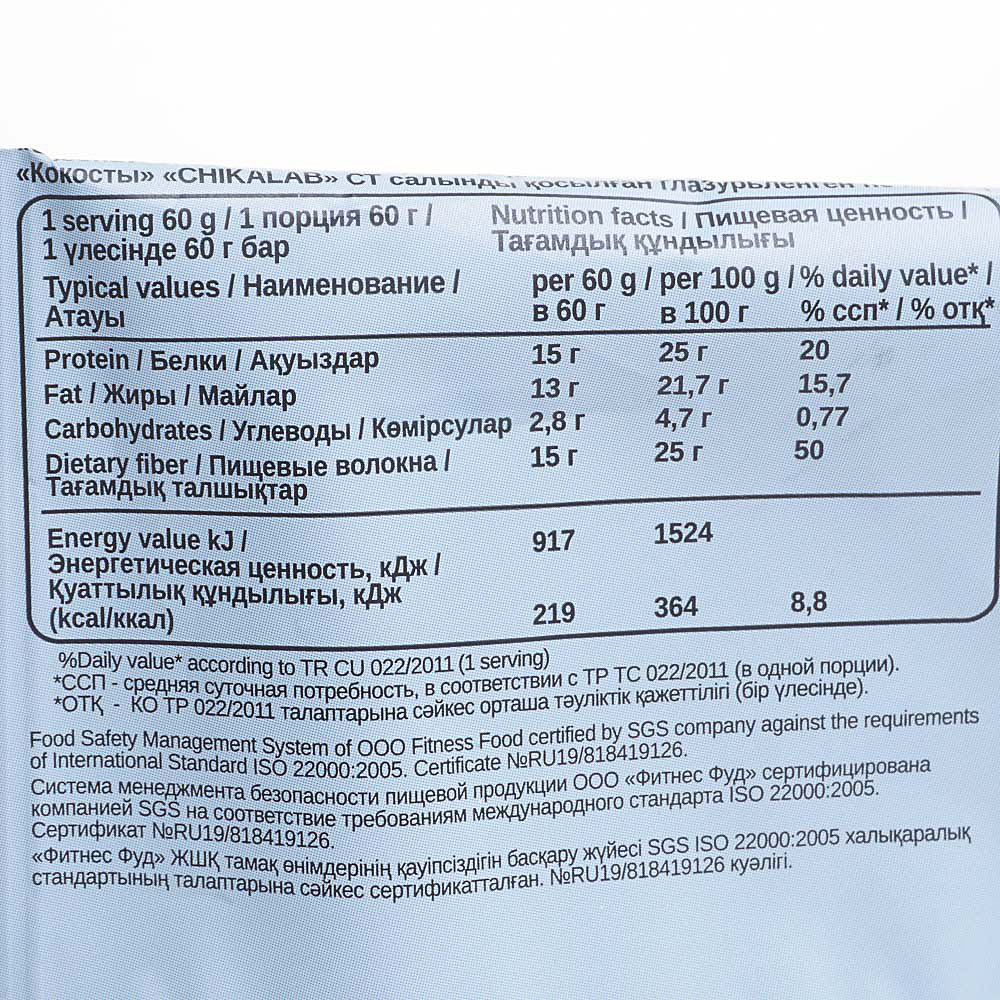 «Кокосты» «CHIKALAB» СТ салынды қосылған глазурьленген
1 serving 60 g / 1 порция 60 г /
1 үлесінде 60 г бар
Nutrition facts / Пищевая ценность /
Тағамдық құндылығы
Typical values / Наименование /
Атауы
per 60 g / per 100 g / % daily value* /
в 60 г в 100 г % ссп* / % отқ*
Protein / Белки / Ақуыздар 15 г 25 г 20
Fat / Жиры / Майлар 13 г 21,7 г 15,7
Carbohydrates / Углеводы / Көмірсулар 2,8 г 4,7 г 0,77
Dietary fiber / Пищевые волокна / 15 г 25 г 50
Тағамдық талшықтар
Energy value kJ / 917 1524
Энергетическая ценность, кДж /
Қуаттылық құндылығы, кДж
(kcal/ккал) 219 364 8,8
%Daily value* according to TR CU 022/2011 (1 serving)
*ССП - средняя суточная потребность, в соответствии с ТР ТС 022/2011 (в одной порции).
*ОТҚ - КО ТР 022/2011 талаптарына сәйкес орташа тәуліктік қажеттілігі (бір үлесінде).
Food Safety Management System of OOO Fitness Food certified by SGS company against the requirements
of International Standard ISO 22000:2005. Certificate №RU19/818419126.
Система менеджмента безопасности пищевой продукции ООО «Фитнес Фуд» сертифицирована
компанией SGS на соответствие требованиям международного стандарта ISO 22000:2005.
Сертификат №RU19/818419126.
«Фитнес Фуд» ЖШҚ тамақ өнімдерінің қауіпсіздігін басқару жүйесі SGS ISO 22000:2005 халықаралық
стандартының талаптарына сәйкес сертификатталған. №RU19/818419126 куәлігі.